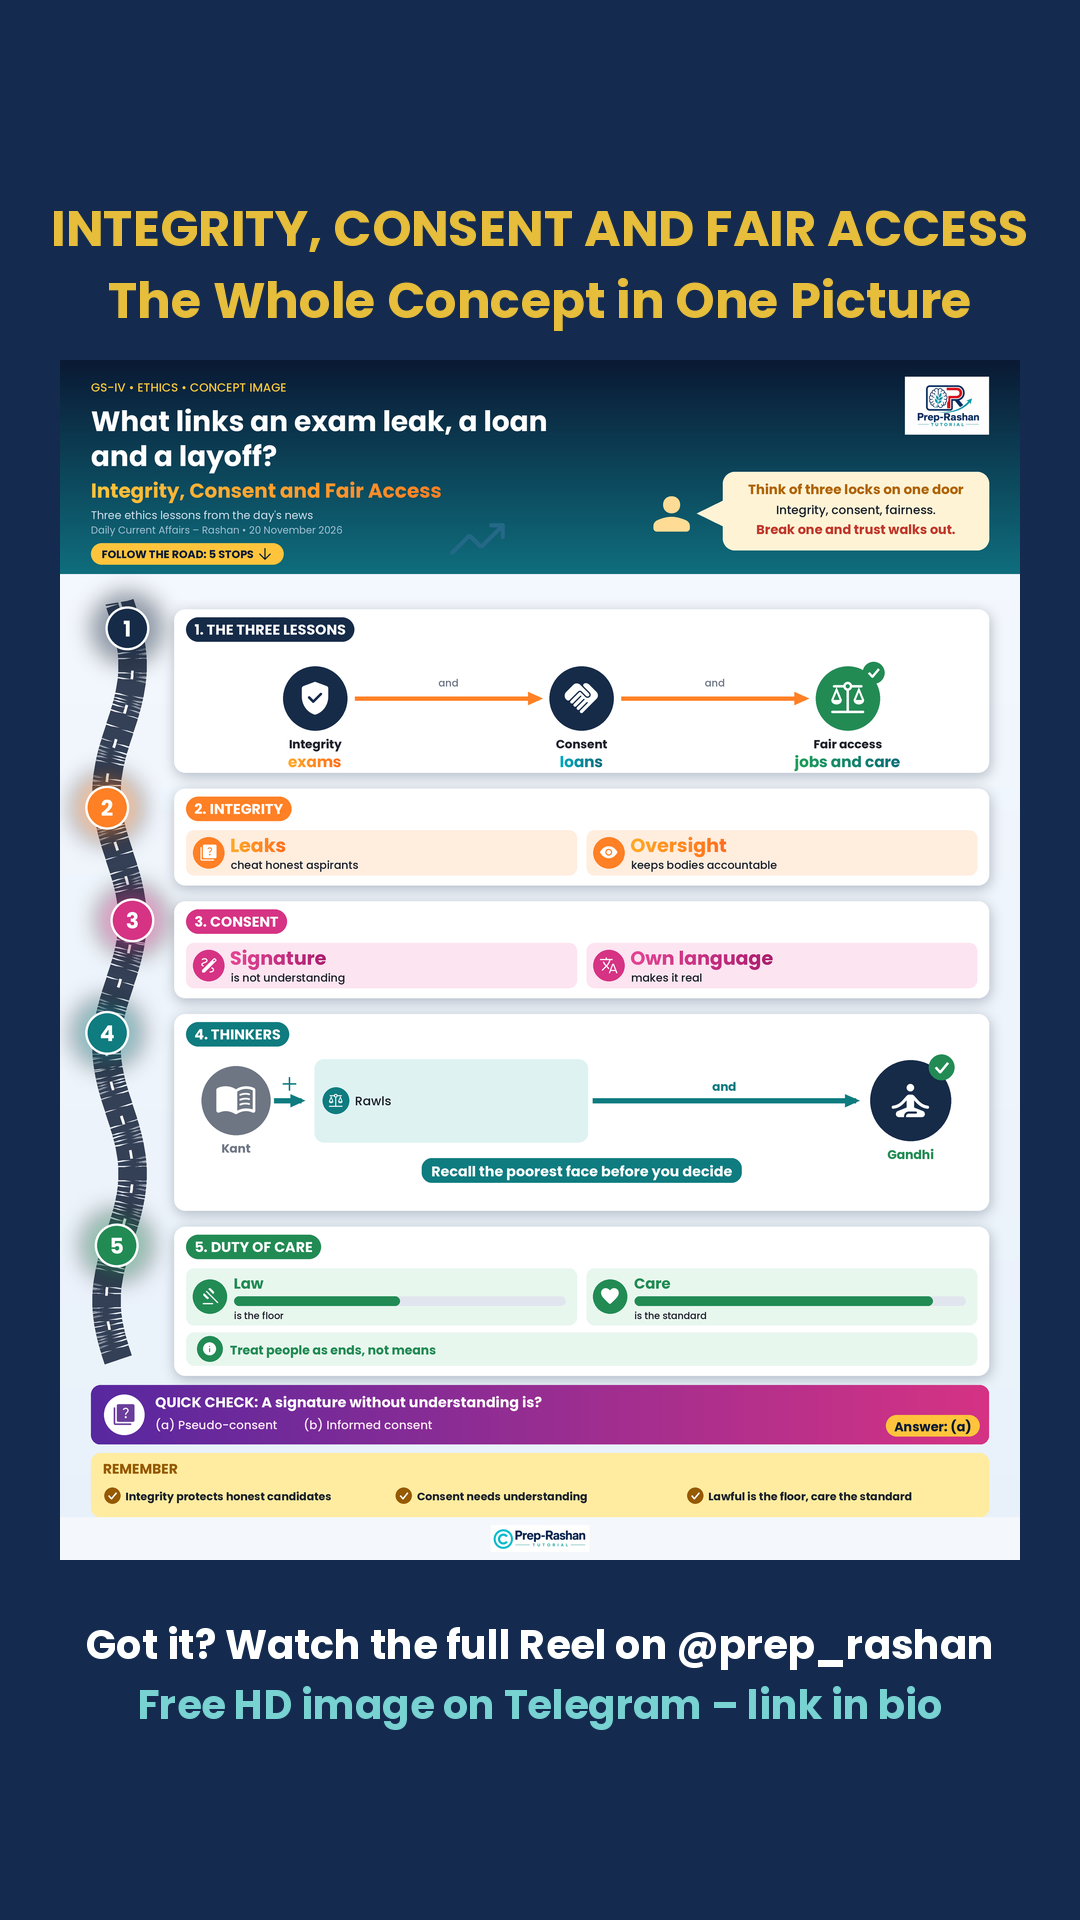 INTEGRITY, CONSENT AND FAIR ACCESS
The Whole Concept in One Picture
GS-IV • ETHICS • CONCEPT IMAGE
What links an exam leak, a loan
and a layoff?
Integrity, Consent and Fair Access
Three ethics lessons from the day's news
Daily Current Affairs – Rashan • 20 November 2026
FOLLOW THE ROAD: 5 STOPS
Prep-Rashan
TUTORIAL
Think of three locks on one door
Integrity, consent, fairness.
Break one and trust walks out.
1
1. THE THREE LESSONS
and
and
Integrity
exams
Consent
loans
Fair access
jobs and care
2
2. INTEGRITY
Leaks
cheat honest aspirants
Oversight
keeps bodies accountable
3
3. CONSENT
Signature
is not understanding
Own language
makes it real
4
4. THINKERS
Kant
+
Rawls
and
Gandhi
Recall the poorest face before you decide
5
5. DUTY OF CARE
Law
is the floor
Care
is the standard
Treat people as ends, not means
QUICK CHECK: A signature without understanding is?
(a) Pseudo-consent (b) Informed consent
Answer: (a)
REMEMBER
Integrity protects honest candidates
Consent needs understanding
Lawful is the floor, care the standard
© Prep-Rashan
TUTORIAL
Got it? Watch the full Reel on @prep_rashan
Free HD image on Telegram – link in bio